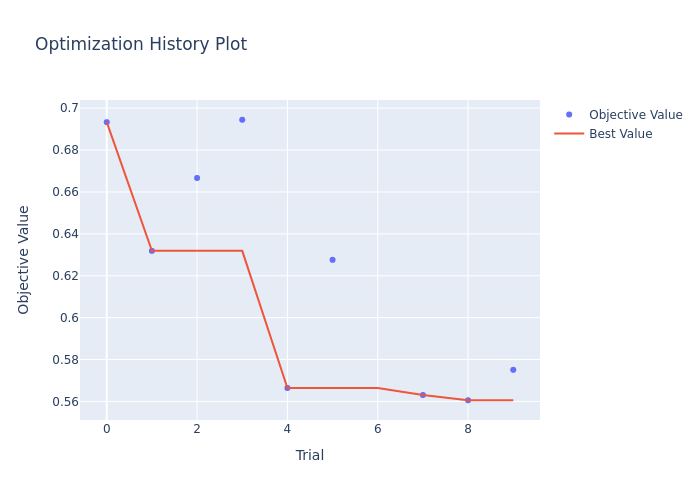 Optimization History Plot
0.7
0.68
0.66
0.64
0.62
0.6
0.58
0.56
0
2
4
6
8
Trial
Objective Value
Objective Value
Best Value